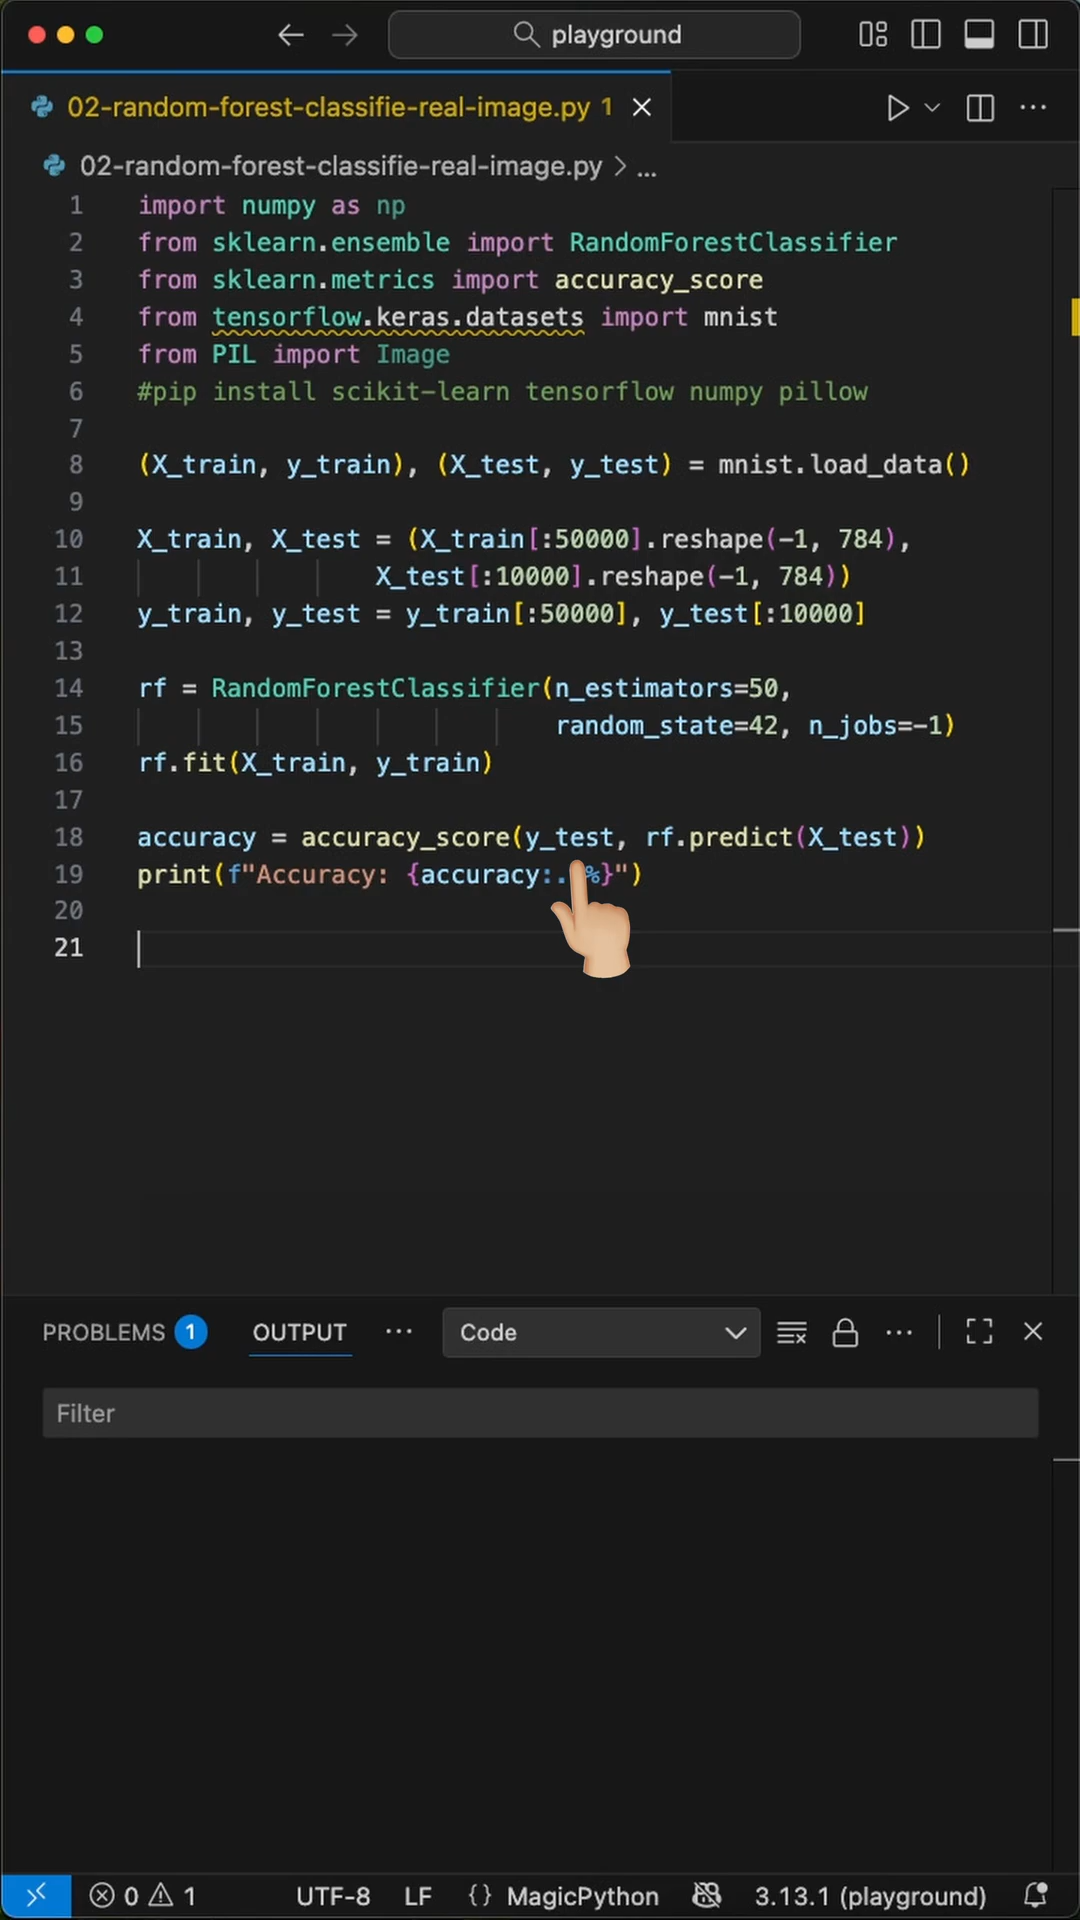 playground
02-random-forest-classifie-real-image.py 1
02-random-forest-classifie-real-image.py > ...
1 import numpy as np
2 from sklearn.ensemble import RandomForestClassifier
3 from sklearn.metrics import accuracy_score
4 from tensorflow.keras.datasets import mnist
5 from PIL import Image
6 #pip install scikit-learn tensorflow numpy pillow
7
8 (X_train, y_train), (X_test, y_test) = mnist.load_data()
9
10 X_train, X_test = (X_train[:50000].reshape(-1, 784),
11 X_test[:10000].reshape(-1, 784))
12 y_train, y_test = y_train[:50000], y_test[:10000]
13
14 rf = RandomForestClassifier(n_estimators=50,
15 random_state=42, n_jobs=-1)
16 rf.fit(X_train, y_train)
17
18 accuracy = accuracy_score(y_test, rf.predict(X_test))
19 print(f"Accuracy: {accuracy:.%}")
20
21
PROBLEMS 1 OUTPUT ... Code ...
Filter
0 1 UTF-8 LF {} MagicPython 3.13.1 (playground)